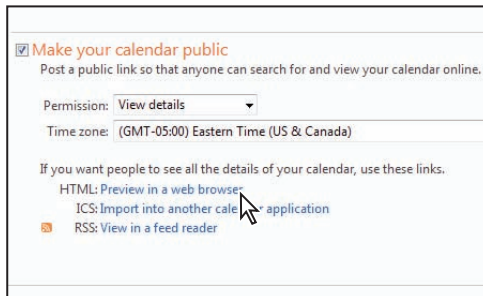 Make your calendar public
Post a public link so that anyone can search for and view your calendar online.
Permission: View details
Time zone: (GMT-05:00) Eastern Time (US & Canada)
If you want people to see all the details of your calendar, use these links.
HTML: Preview in a web browser
ICS: Import into another calendar application
RSS: View in a feed reader